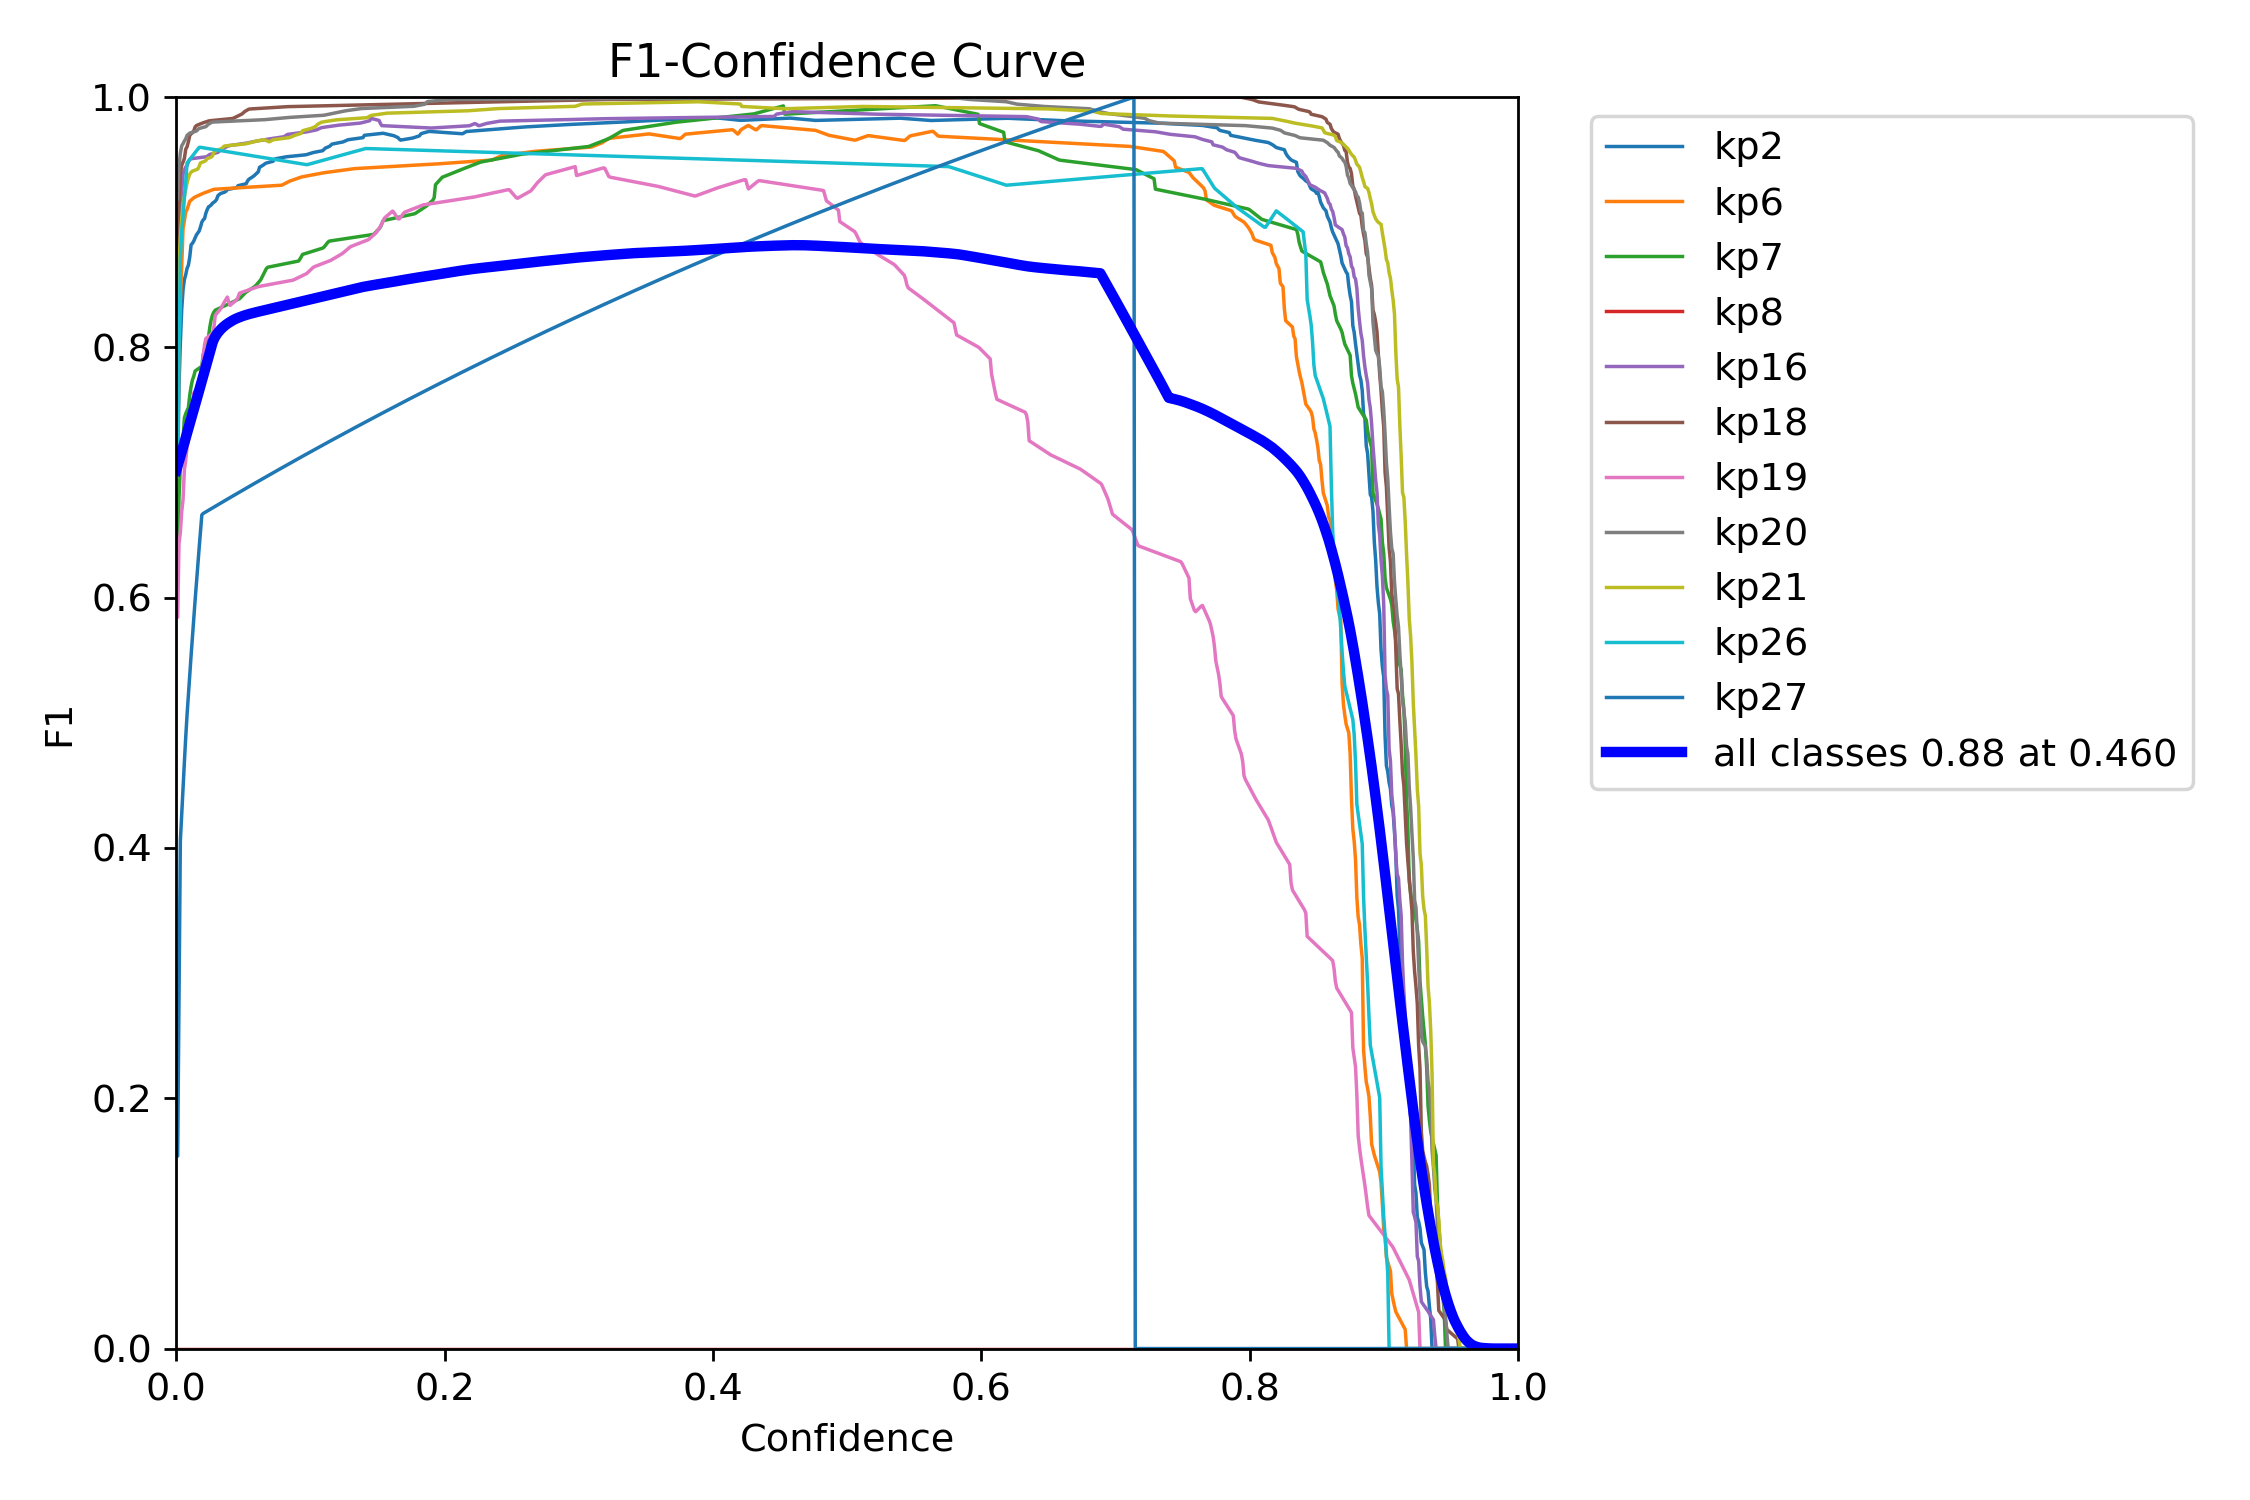 F1-Confidence Curve
1.0
0.8
0.6
0.4
0.2
0.0
F1
0.0 0.2 0.4 0.6 0.8 1.0
Confidence
kp2
kp6
kp7
kp8
kp16
kp18
kp19
kp20
kp21
kp26
kp27
all classes 0.88 at 0.460